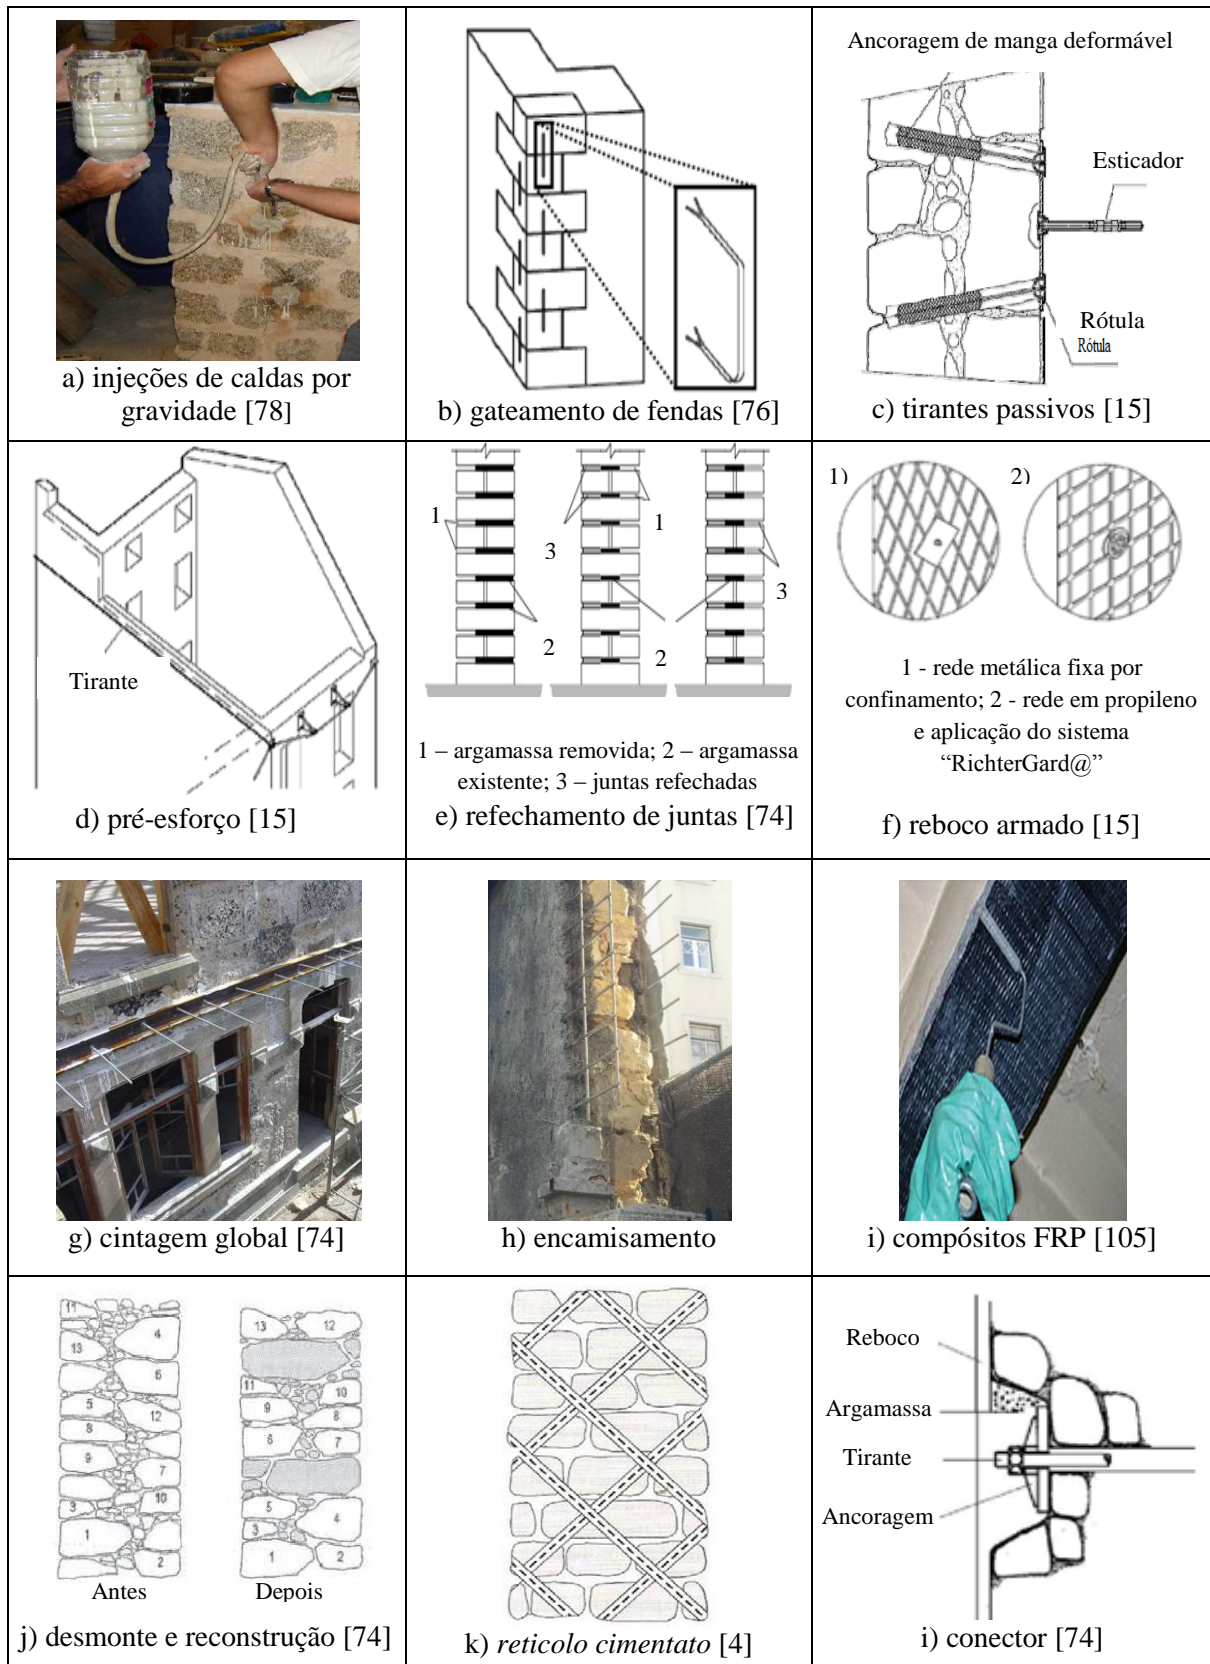 a) injeções de caldas por
gravidade [78]
b) gateamento de fendas [76]
Ancoragem de manga deformável
Esticador
Rótula
Rótula
c) tirantes passivos [15]
Tirante
d) pré-esforço [15]
1
3
1
3
2
2
1 – argamassa removida; 2 – argamassa
existente; 3 – juntas refechadas
e) refechamento de juntas [74]
1)
2)
1 - rede metálica fixa por
confinamento; 2 - rede em propileno
e aplicação do sistema
“RichterGard@”
f) reboco armado [15]
g) cintagem global [74]
h) encamisamento
i) compósitos FRP [105]
11
4
13
6
5
12
8
9
7
3
10
1
2
Antes
13
12
11
10
9
8
6
7
5
4
3
1
2
Depois
j) desmonte e reconstrução [74]
k) reticolo cimentato [4]
Reboco
Argamassa
Tirante
Ancoragem
i) conector [74]